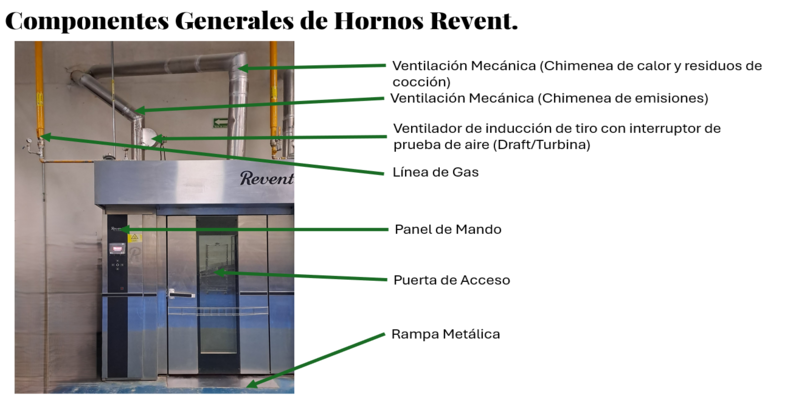 Componentes Generales de Hornos Revent.
Ventilación Mecánica (Chimenea de calor y residuos de
cocción)
Ventilación Mecánica (Chimenea de emisiones)
Ventilador de inducción de tiro con interruptor de
prueba de aire (Draft/Turbina)
Línea de Gas
Revent
Panel de Mando
Puerta de Acceso
Rampa Metálica